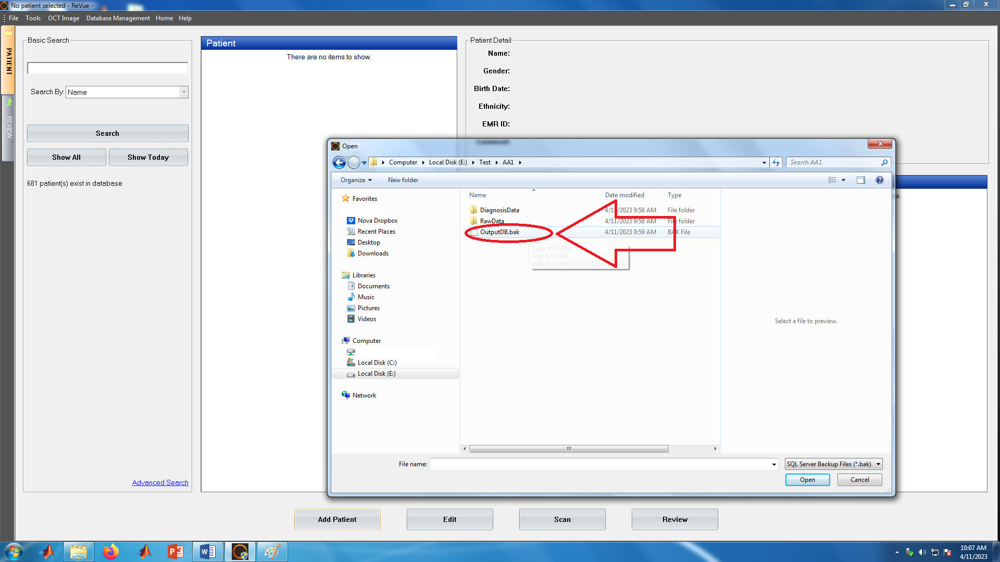 No patient selected - ReVue -
File Tools OCT Image Database Management Home Help
PATIENT
REVIEW
Basic Search
Search By: Name
Search
Show All Show Today
681 patient(s) exist in database
Advanced Search
Patient
There are no items to show.
Patient Detail
Name:
Gender:
Birth Date:
Ethnicity:
EMR ID:
Comment:
w.
Open
Computer Local Disk (E:) Test AA1
Search AA1
Organize New folder
Favorites
Nova Dropbox
Recent Places
Desktop
Downloads
Libraries
Documents
Music
Pictures
Videos
Computer
Local Disk (C:)
Local Disk (E:)
Network
Name Date modified Type
DiagnosisData 4/11/2023 9:58 AM File folder
RawData 4/11/2023 9:58 AM File folder
OutputDB.bak 4/11/2023 9:59 AM BAK File
Type: BAK File
Size: 5.33 MB
Date modified: 4/11/2023
Select a file to preview.
File name:
SQL Server Backup Files (*.bak)
Open Cancel
Add Patient Edit Scan Review
10:07 AM
4/11/2023